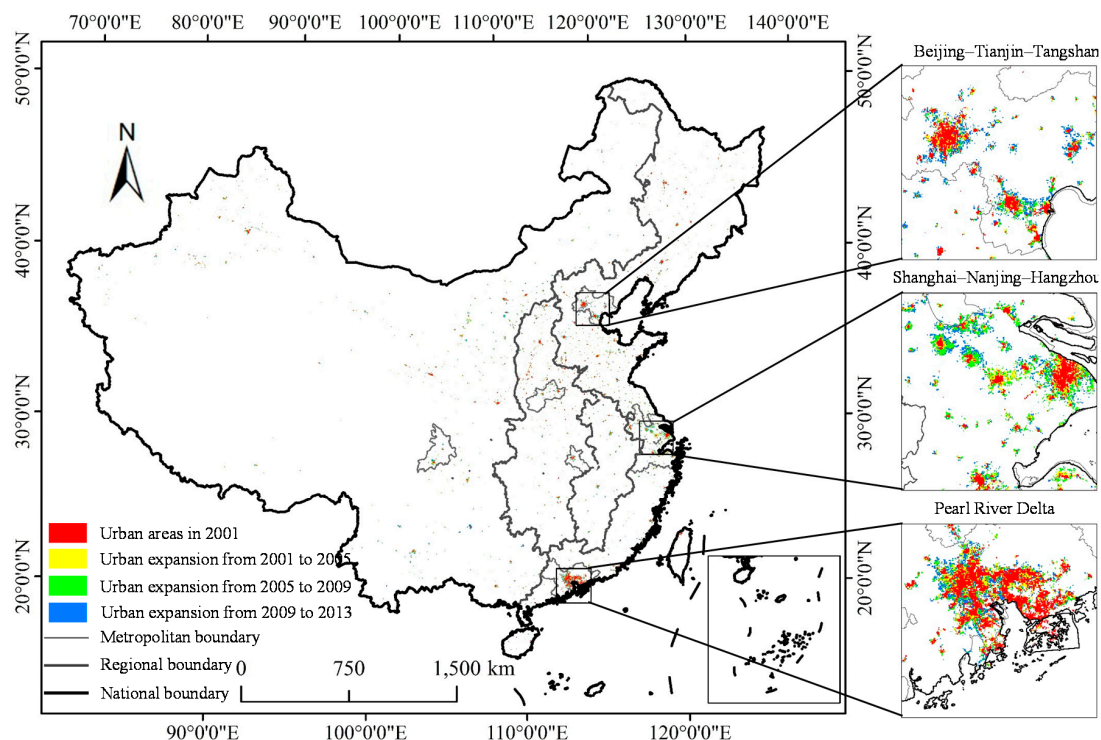 70°0'0"E 80°0'0"E 90°0'0"E 100°0'0"E 110°0'0"E 120°0'0"E 130°0'0"E 140°0'0"E
50°0'0"N
40°0'0"N
30°0'0"N
20°0'0"N
N
50°0'0"N
40°0'0"N
30°0'0"N
20°0'0"N
Beijing–Tianjin–Tangshan
Shanghai–Nanjing–Hangzhou
Pearl River Delta
Urban areas in 2001
Urban expansion from 2001 to 2005
Urban expansion from 2005 to 2009
Urban expansion from 2009 to 2013
Metropolitan boundary
Regional boundary
National boundary
0 750 1,500 km
90°0'0"E 100°0'0"E 110°0'0"E 120°0'0"E